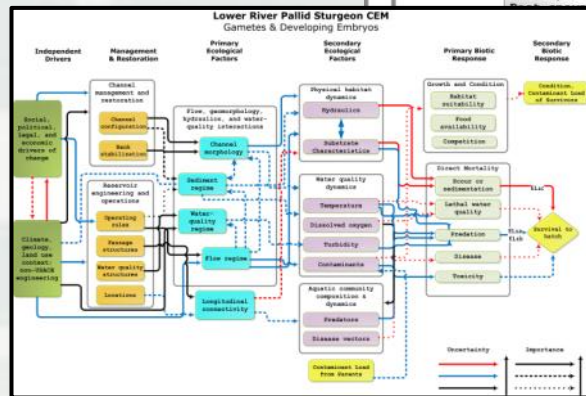 Lower River Pallid Sturgeon CEM
Gametes & Developing Embryos
Independent
Drivers
Management
& Restoration
Primary
Ecological
Factors
Secondary
Ecological
Factors
Primary Biotic
Response
Secondary
Biotic
Response
Social,
political,
legal, and
economic
drivers of
change
Climate,
geology,
land use
context;
non-USACE
engineering
Channel
management and
restoration
Channel
configuration
Bank
stabilization
Reservoir
engineering and
operations
Operating
rules
Passage
structures
Water quality
structures
Locations
Flow, geomorphology,
hydraulic, and water-
quality interactions
Channel
morphology
Sediment
regime
Water-
quality
regime
Flow regime
Longitudinal
connectivity
Physical habitat
dynamics
Hydraulics
Substrate
Characteristics
Water quality
dynamics
Temperature
Dissolved oxygen
Turbidity
Contaminants
Aquatic community
composition &
dynamics
Predators
Disease vectors
Contaminant Load
from Parents
Growth and Condition
Habitat
suitability
Food
availability
Competition
Direct Mortality
Scour or
sedimentation
Lethal water
quality
Predation
Disease
Toxicity
Condition,
Contaminant Load of
Survivors
Survival to
hatch
Uncertainty
Importance